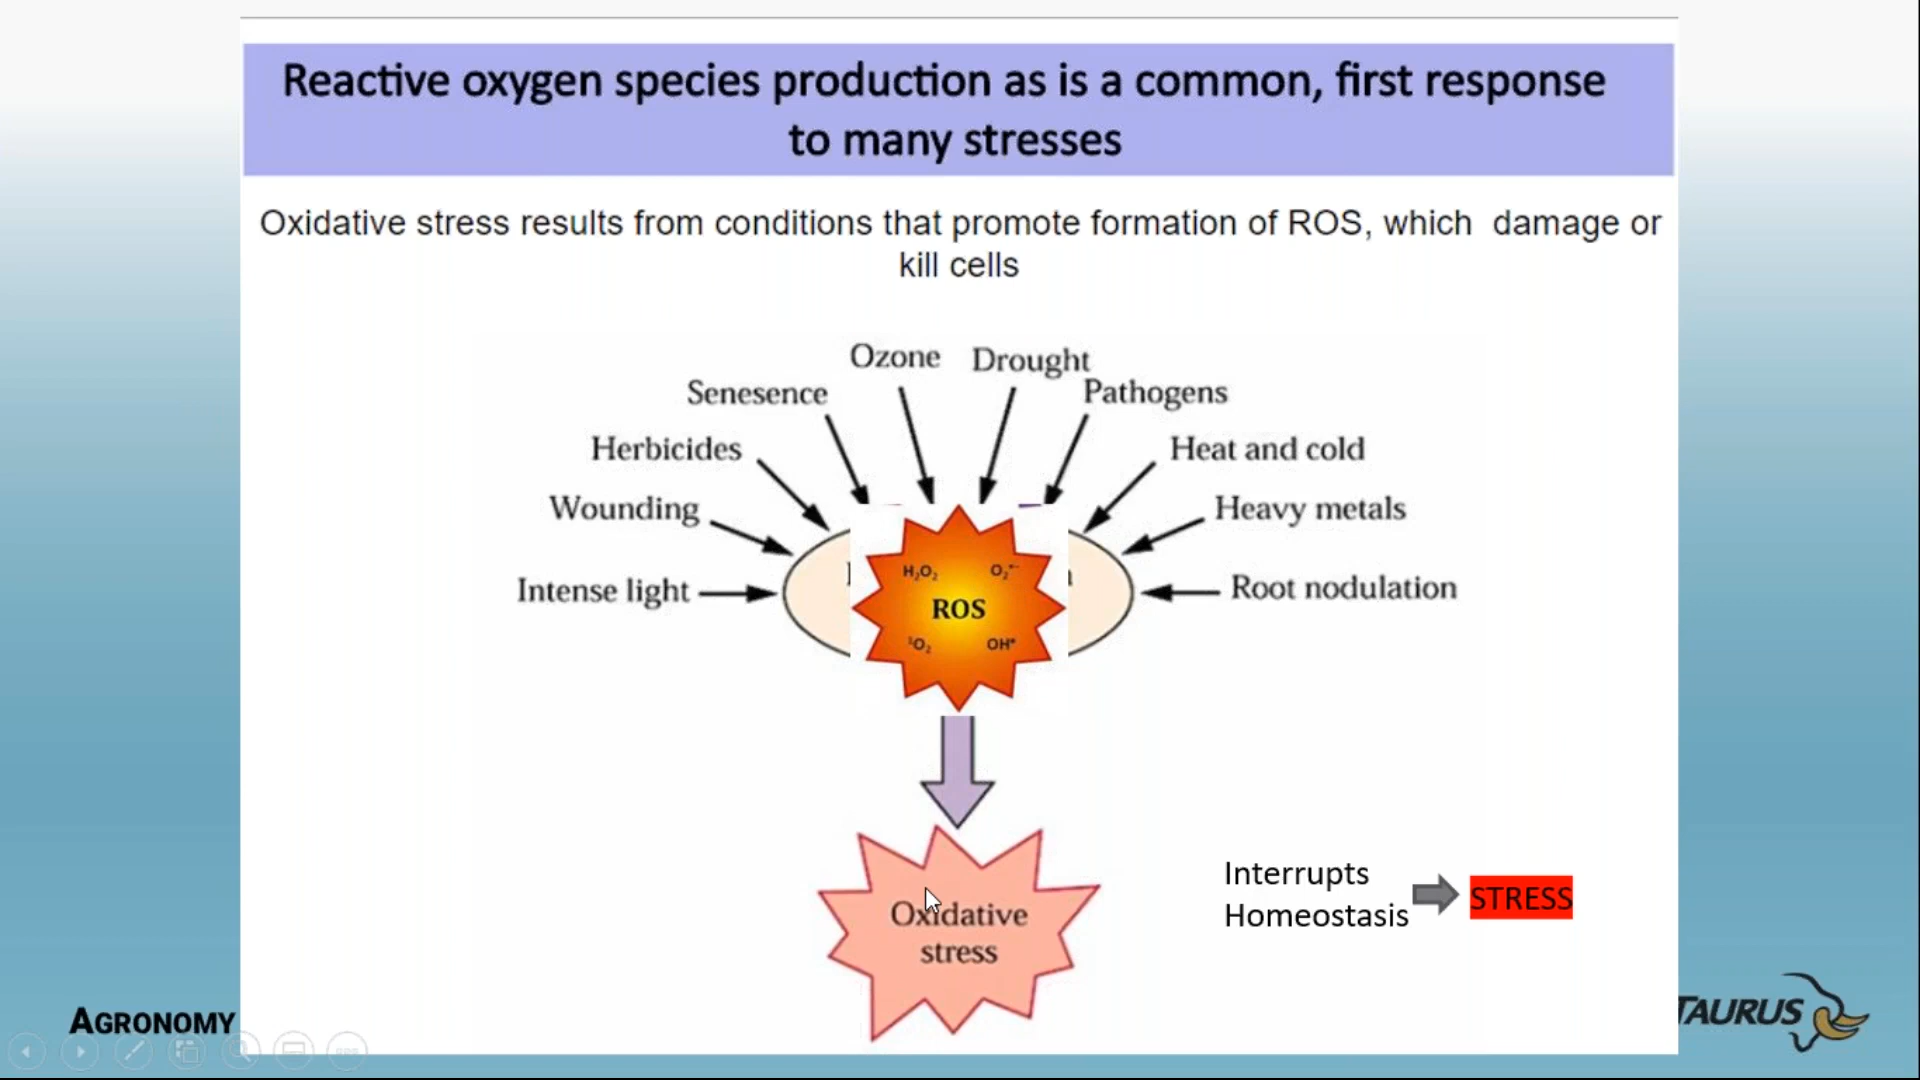 Reactive oxygen species production as is a common, first response
to many stresses
Oxidative stress results from conditions that promote formation of ROS, which damage or
kill cells
Ozone
Drought
Senesence
Pathogens
Herbicides
Heat and cold
Wounding
Heavy metals
Intense light
Root nodulation
H₂O₂
O₂•⁻
ROS
¹O₂
OH•
Oxidative
stress
Interrupts
Homeostasis
STRESS
AGRONOMY
TAURUS